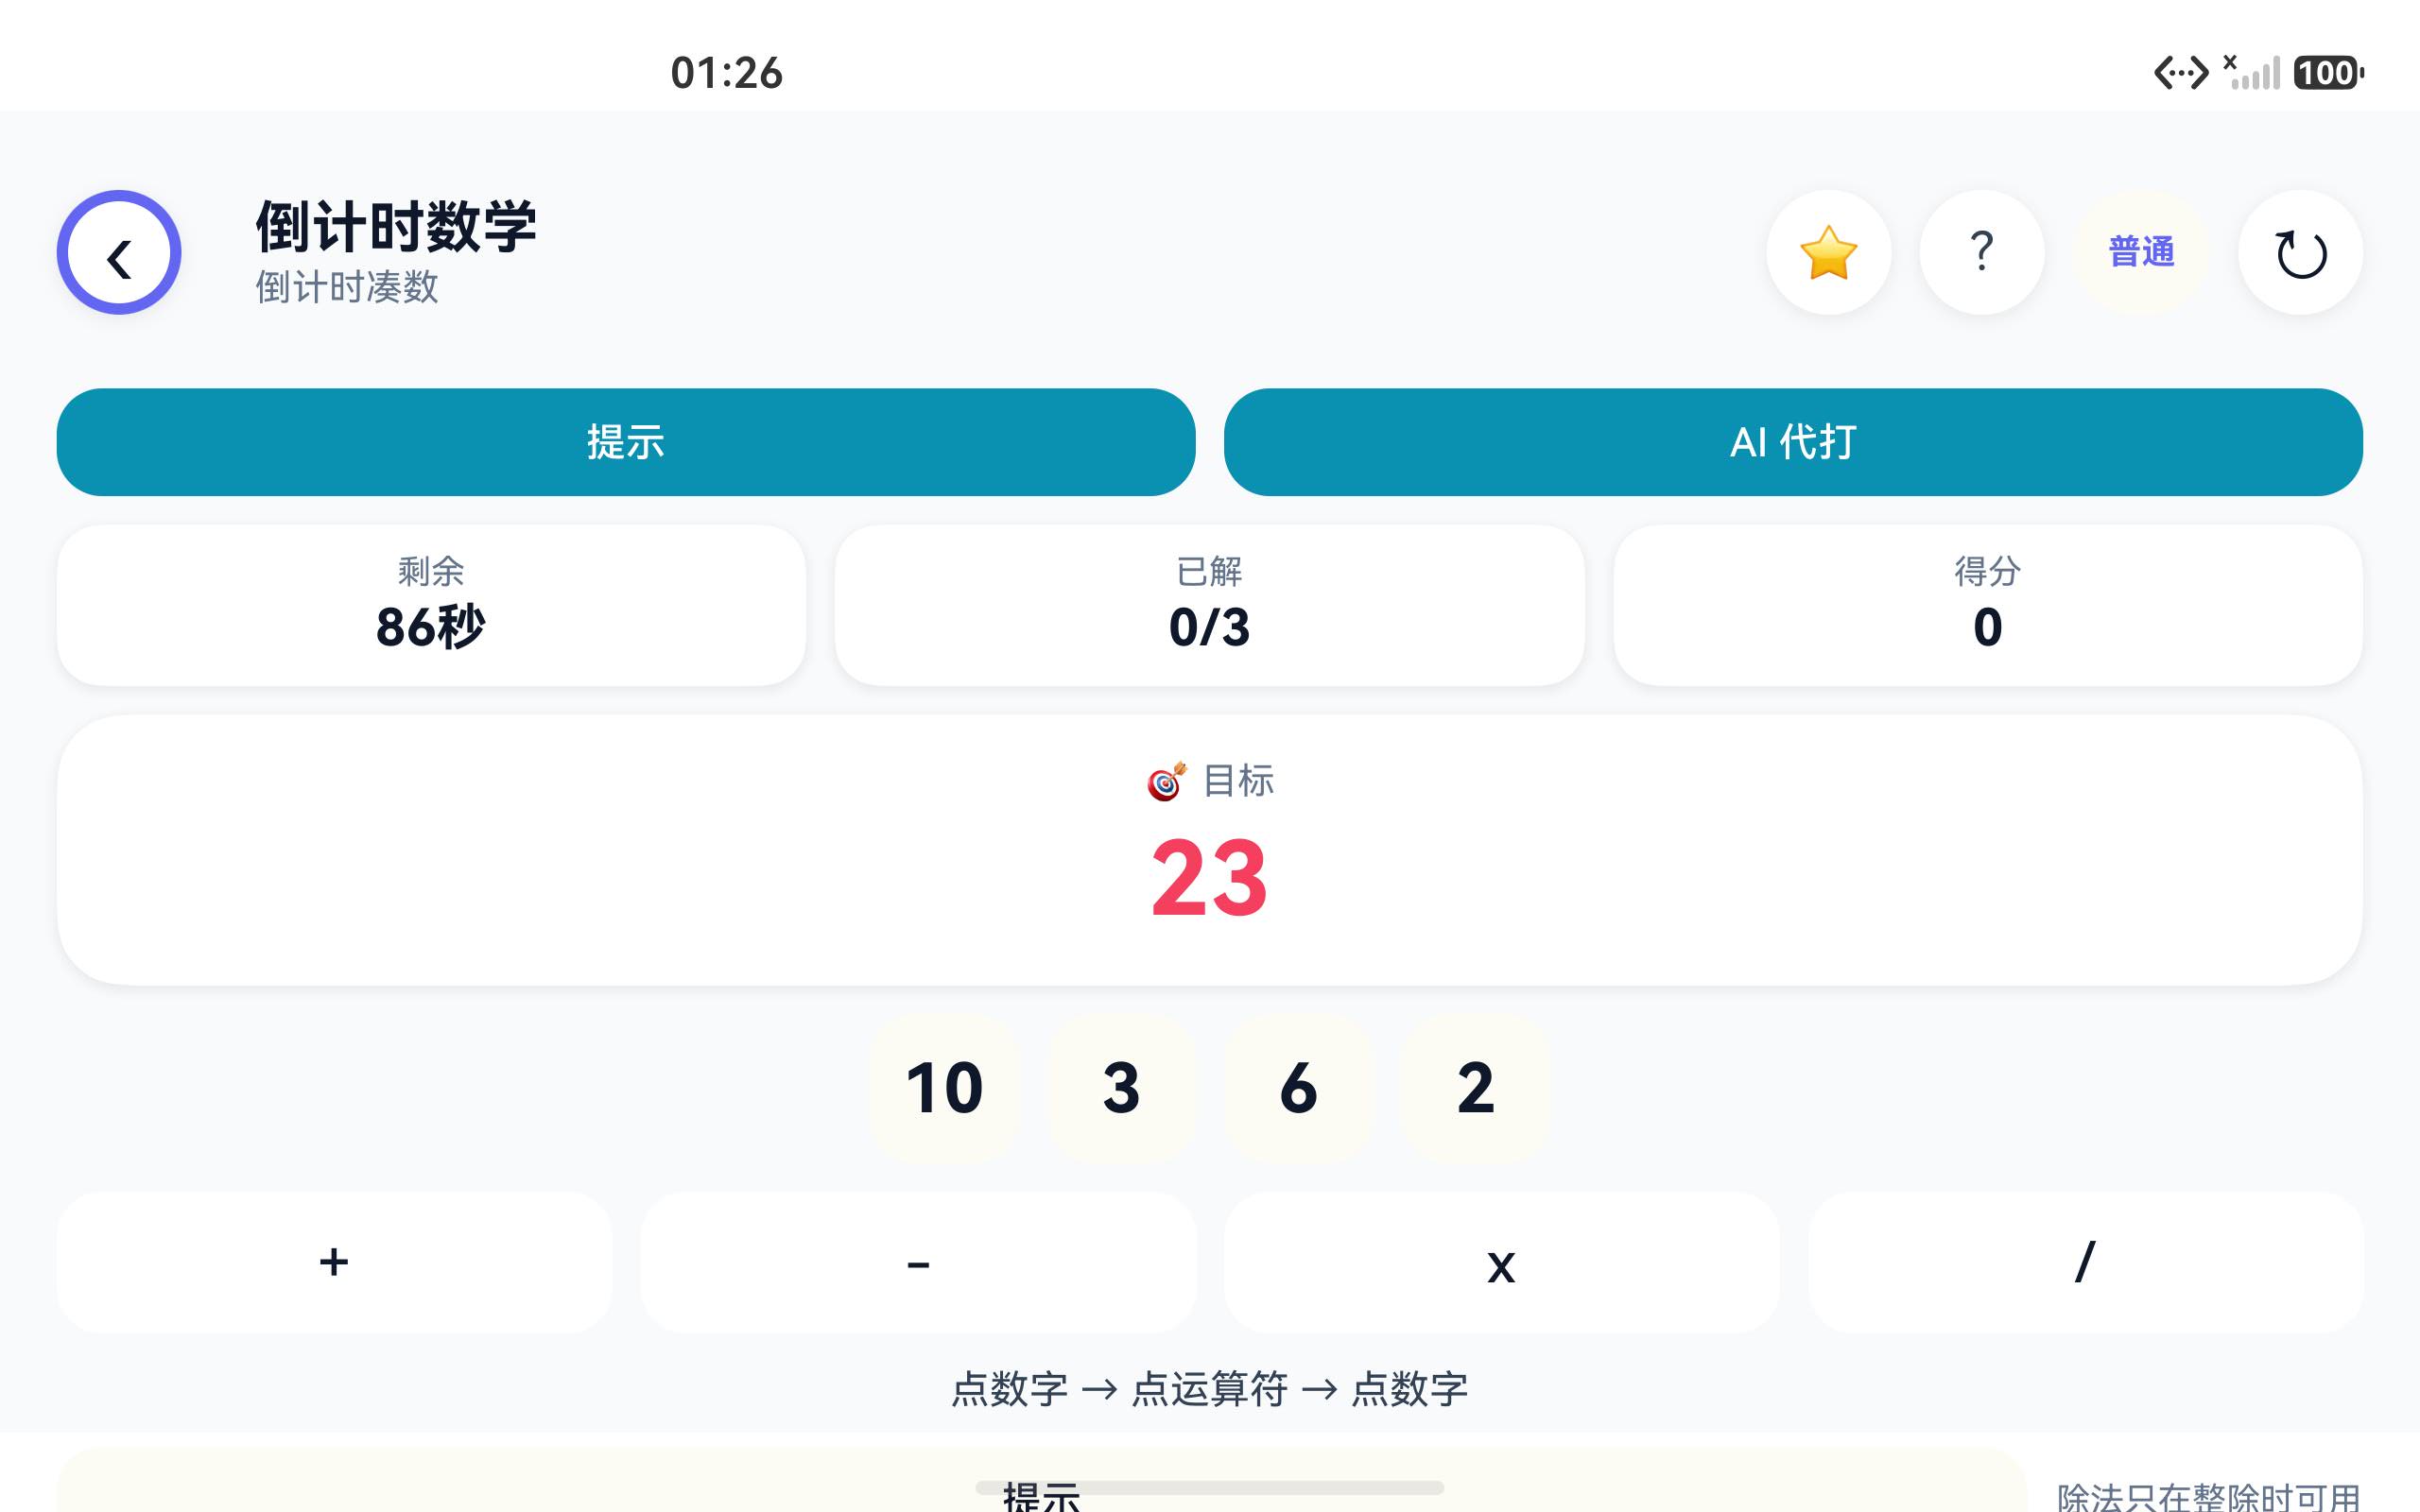 01:26
100
倒计时数学
倒计时凑数
?
普通
提示
AI 代打
剩余
已解
得分
86秒
0/3
0
目标
23
10 3 6 2
+ - x /
点数字 → 点运算符 → 点数字
提示
除法只在整除时可用